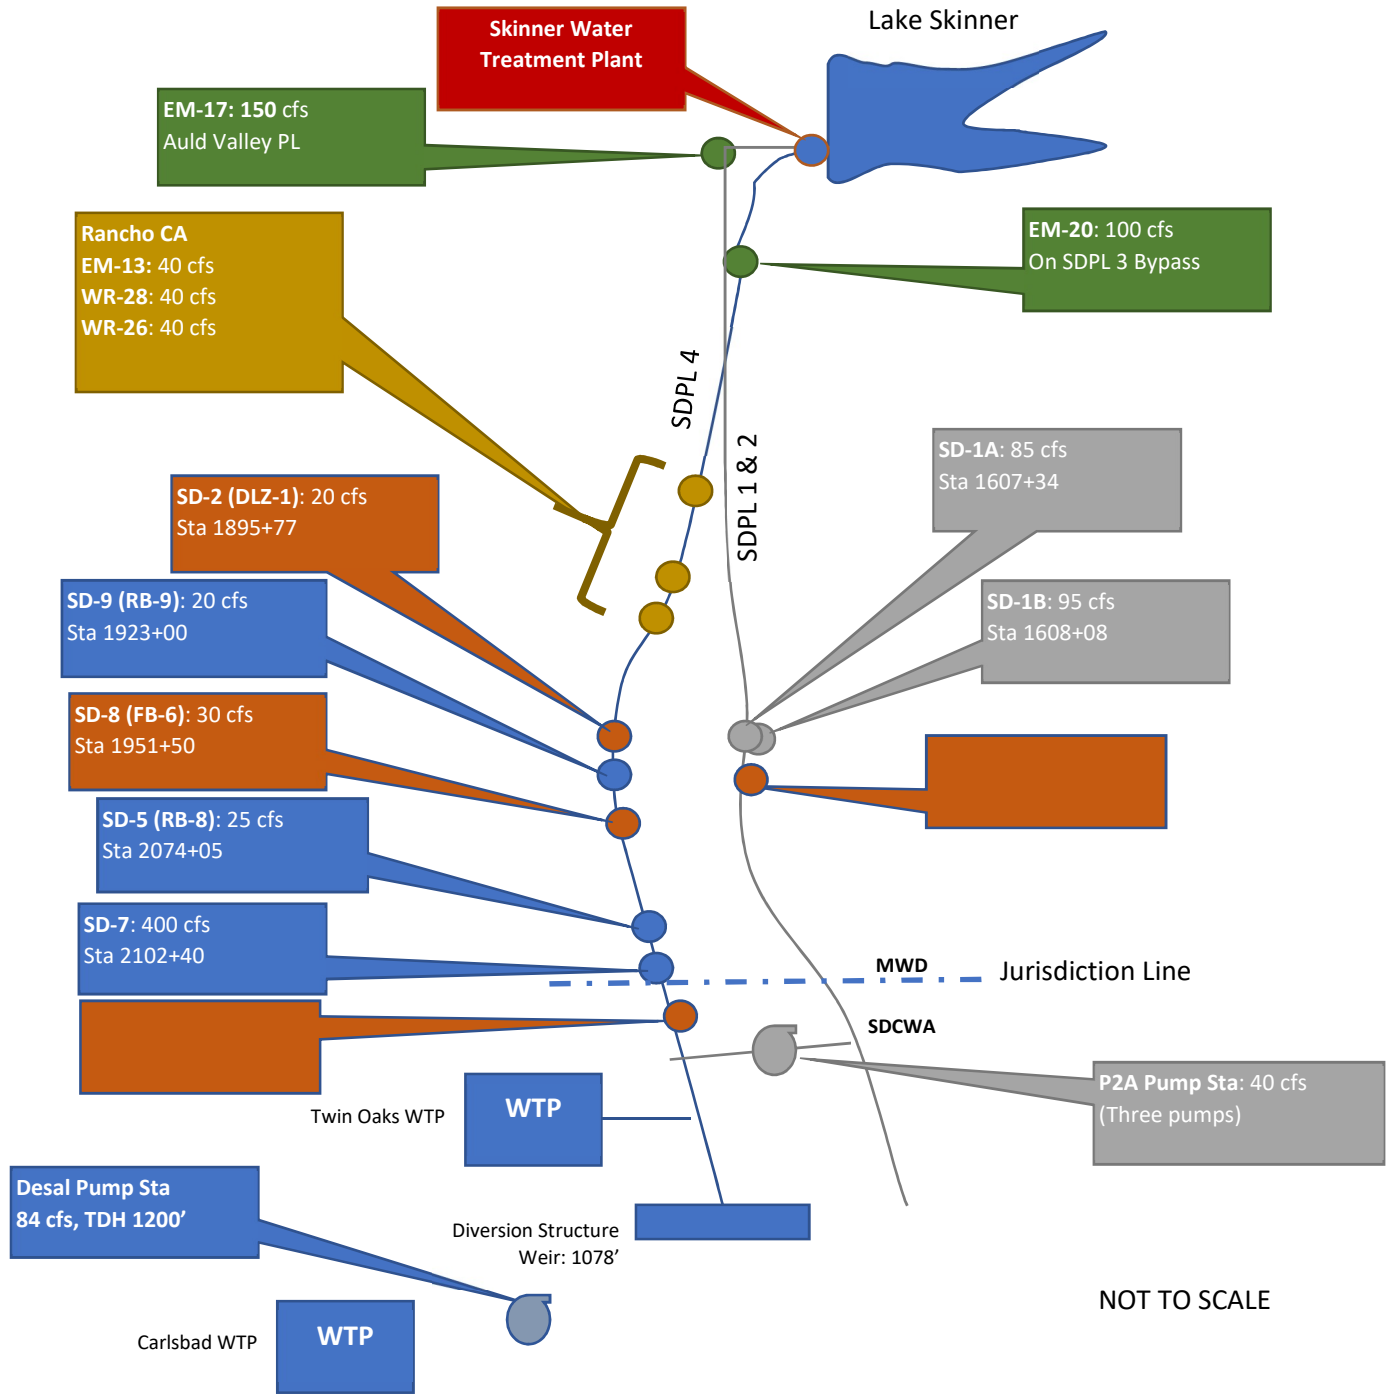 Lake Skinner
Skinner Water
Treatment Plant
EM-17: 150 cfs
Auld Valley PL
Rancho CA
EM-13: 40 cfs
WR-28: 40 cfs
WR-26: 40 cfs
EM-20: 100 cfs
On SDPL 3 Bypass
SDPL 4
SDPL 1 & 2
SD-1A: 85 cfs
Sta 1607+34
SD-2 (DLZ-1): 20 cfs
Sta 1895+77
SD-9 (RB-9): 20 cfs
Sta 1923+00
SD-1B: 95 cfs
Sta 1608+08
SD-8 (FB-6): 30 cfs
Sta 1951+50
SD-5 (RB-8): 25 cfs
Sta 2074+05
SD-7: 400 cfs
Sta 2102+40
MWD
Jurisdiction Line
SDCWA
P2A Pump Sta: 40 cfs
(Three pumps)
Twin Oaks WTP
WTP
Desal Pump Sta
84 cfs, TDH 1200’
Diversion Structure
Weir: 1078’
NOT TO SCALE
Carlsbad WTP
WTP